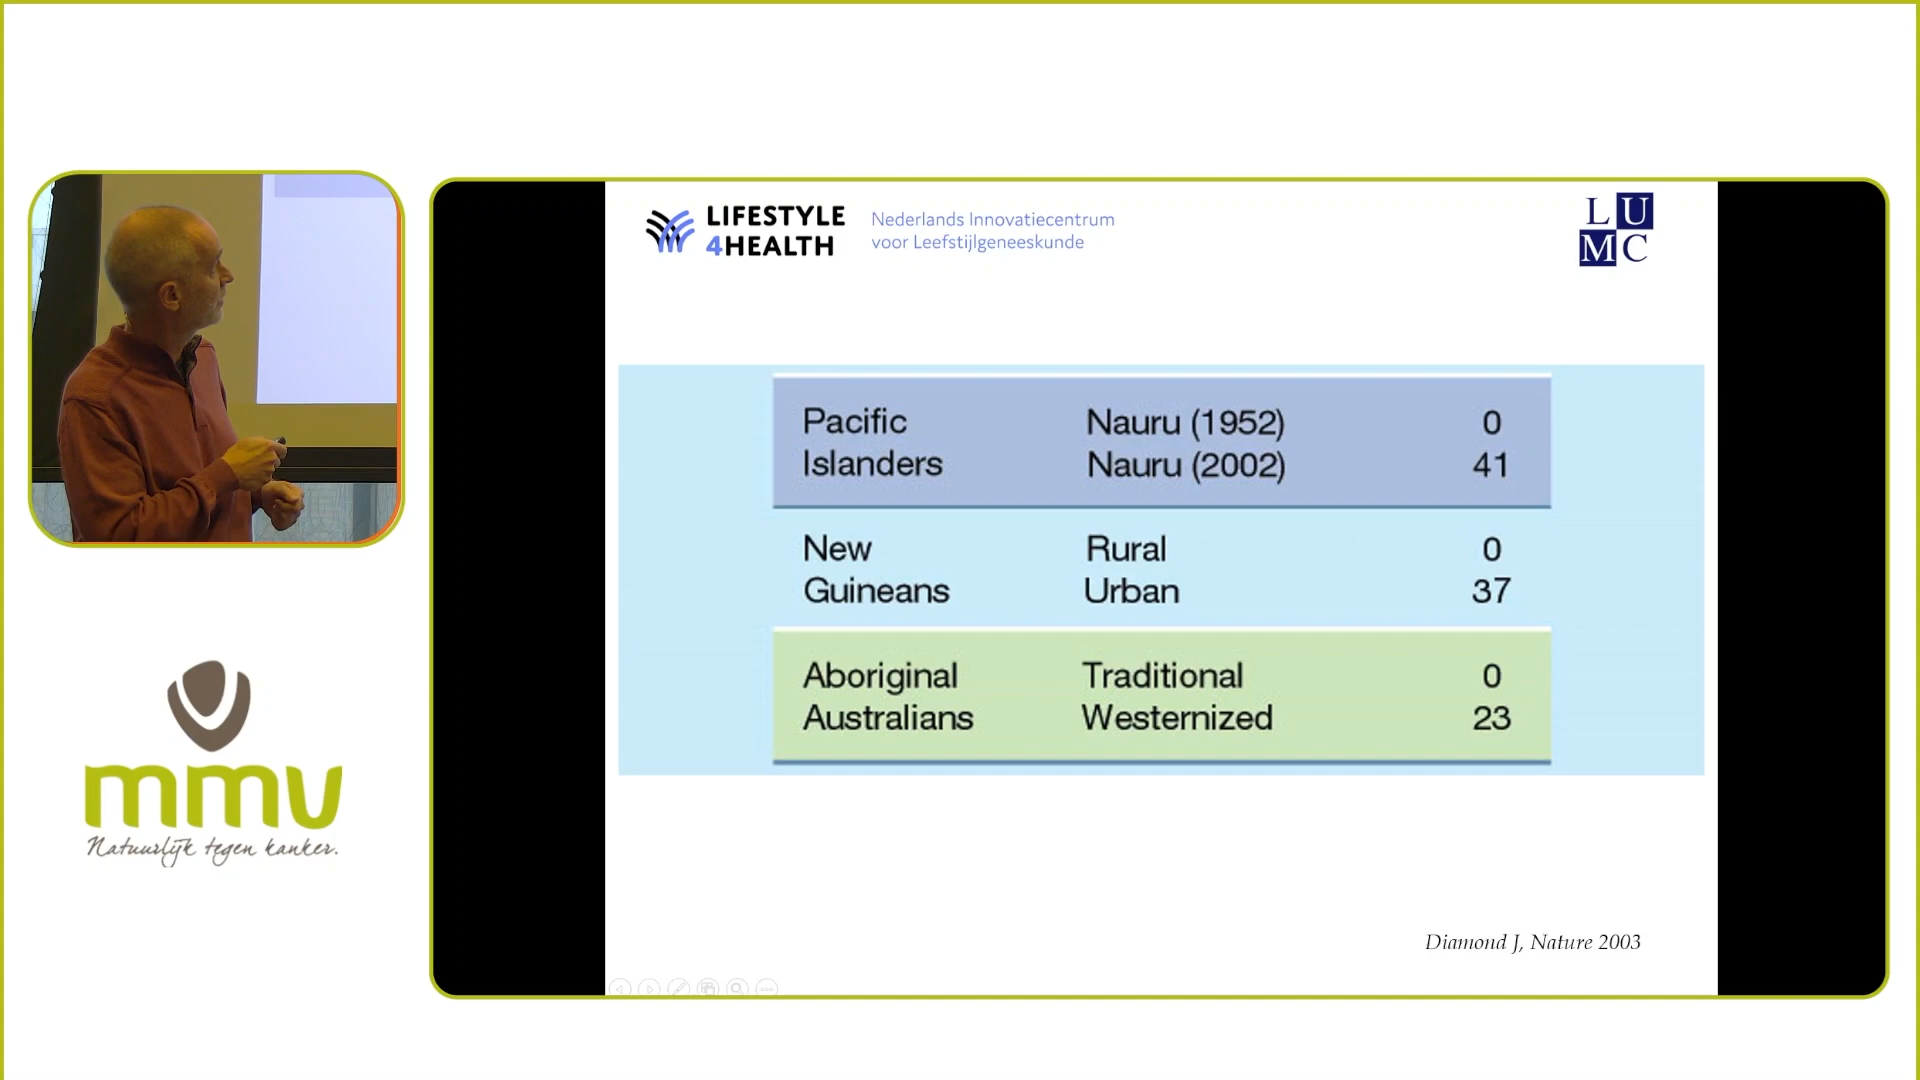 LIFESTYLE
4HEALTH
Nederlands Innovatiecentrum
voor Leefstijlgeneeskunde
L U
M C
Pacific Nauru (1952) 0
Islanders Nauru (2002) 41
New Rural 0
Guineans Urban 37
Aboriginal Traditional 0
Australians Westernized 23
Diamond J, Nature 2003
mmv
Natuurlijk tegen kanker.